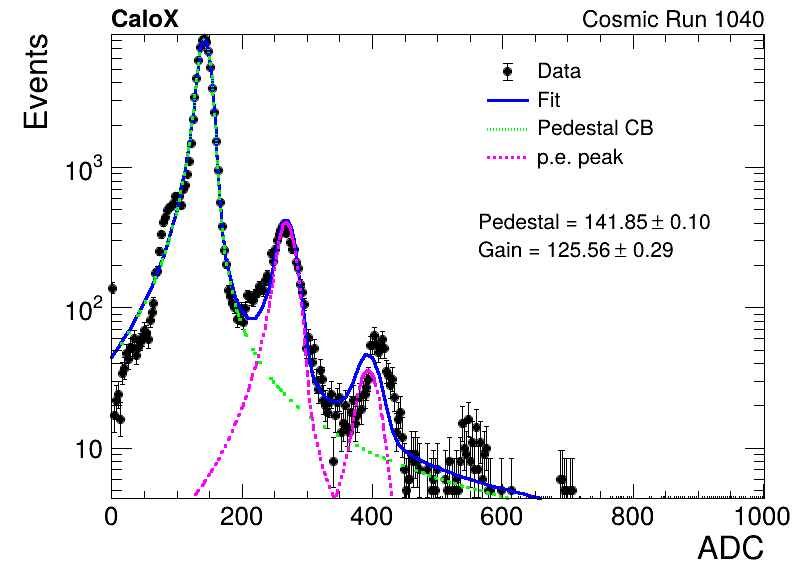 CaloX Cosmic Run 1040
Events
Data
Fit
Pedestal CB
p.e. peak
Pedestal = 141.85 ± 0.10
Gain = 125.56 ± 0.29
10³
10²
10
0 200 400 600 800 1000
ADC